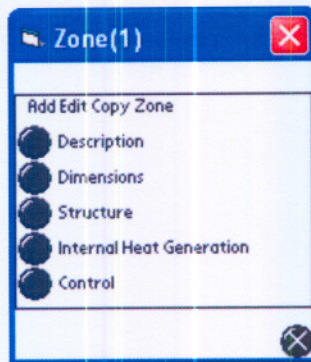 Zone(1)
Add Edit Copy Zone
Description
Dimensions
Structure
Internal Heat Generation
Control